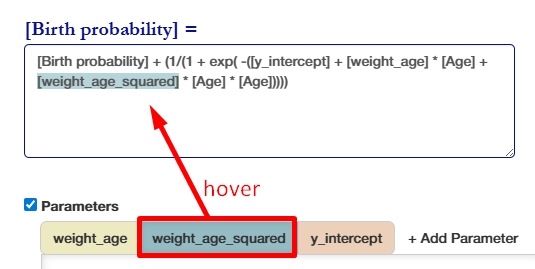 [Birth probability] =
[Birth probability] + (1/(1 + exp( -([y_intercept] + [weight_age] * [Age] +
[weight_age_squared] * [Age] * [Age]))))
hover
Parameters
weight_age weight_age_squared y_intercept + Add Parameter